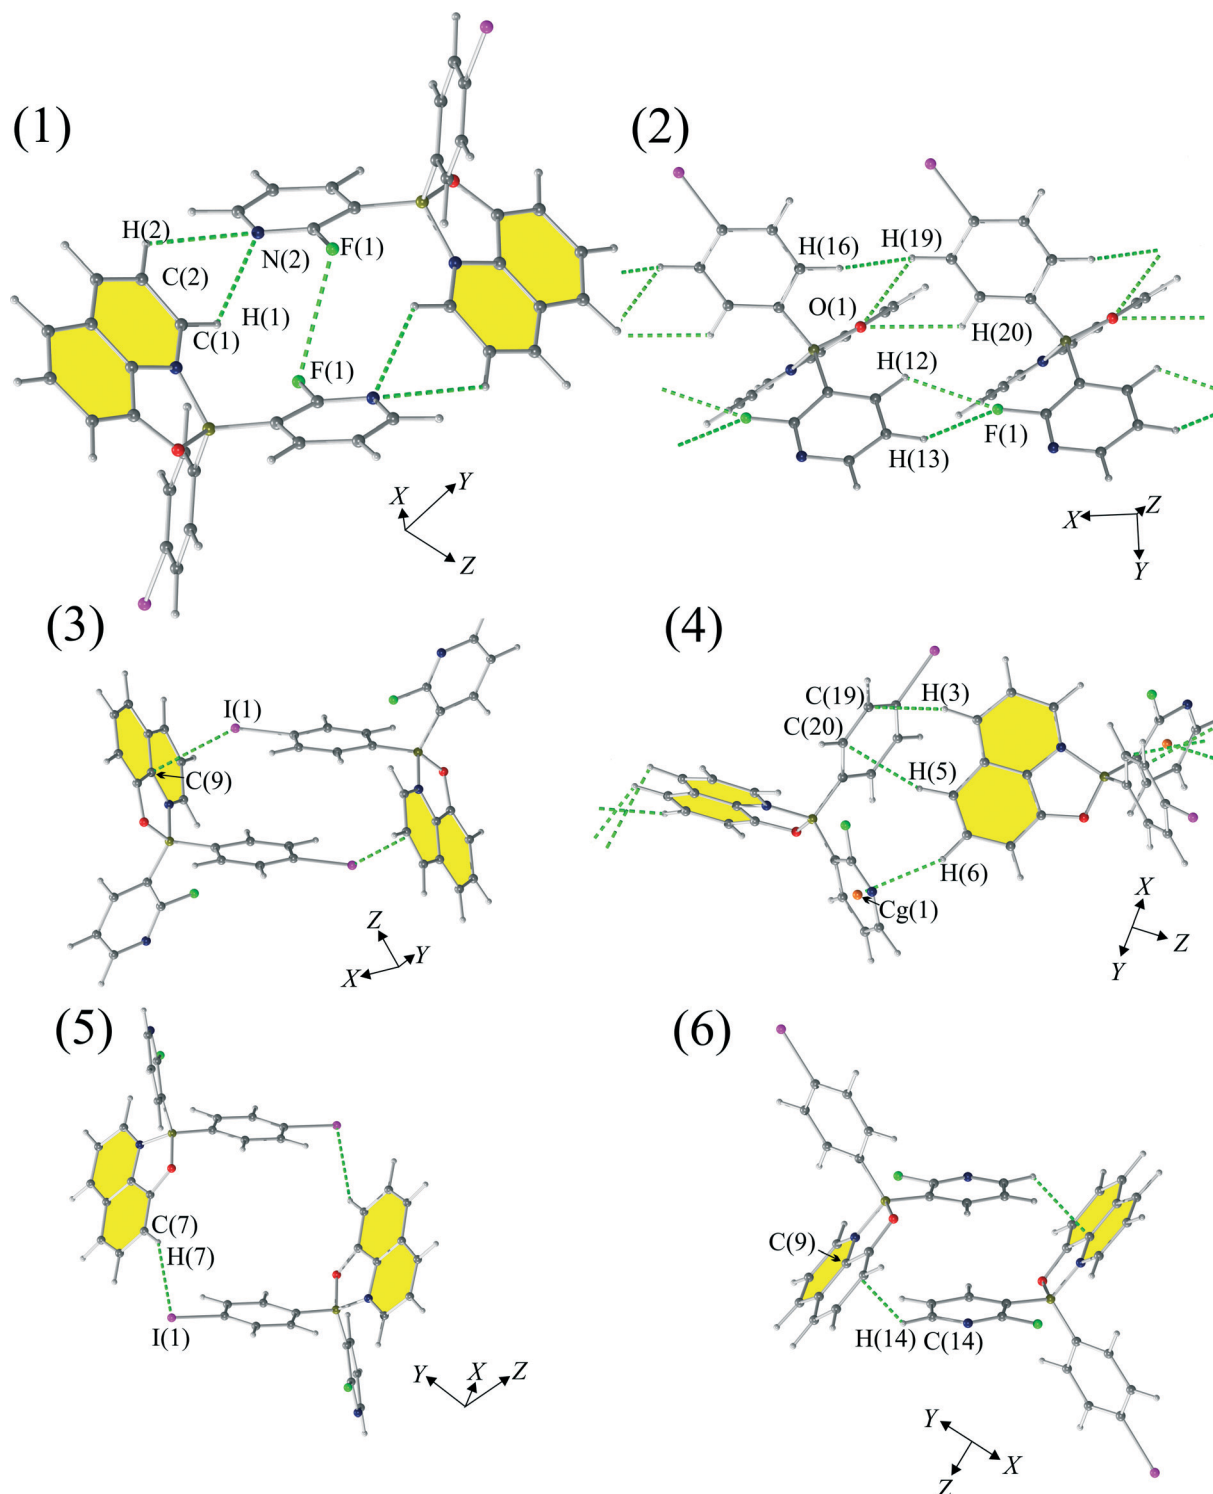 (1)
H(2)
C(2)
N(2)
F(1)
H(1)
C(1)
F(1)
X
Y
Z
(2)
H(16)
H(19)
O(1)
H(20)
H(12)
F(1)
H(13)
X
Z
Y
(3)
I(1)
C(9)
Z
Y
X
(4)
C(19)
H(3)
C(20)
H(5)
H(6)
Cg(1)
X
Z
Y
(5)
C(7)
H(7)
I(1)
Y
X
Z
(6)
C(9)
H(14)
C(14)
Y
X
Z